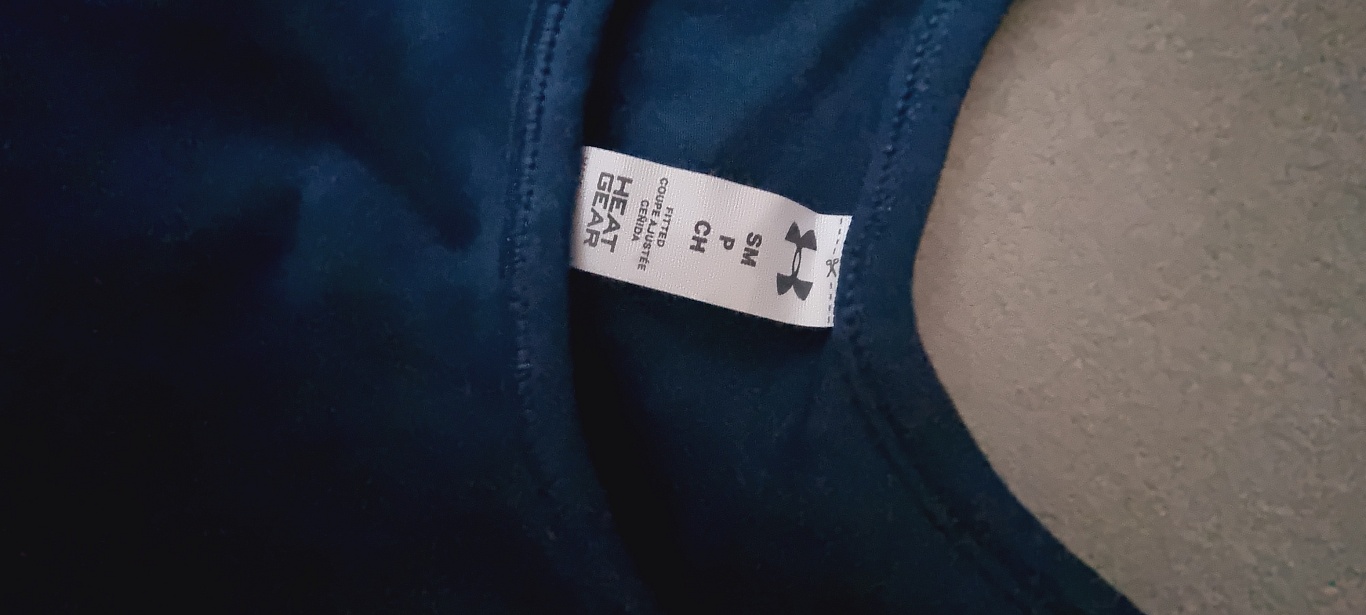 SM
P
CH
FITTED
COUPE AJUSTÉE
CEÑIDA
HEAT
GEAR